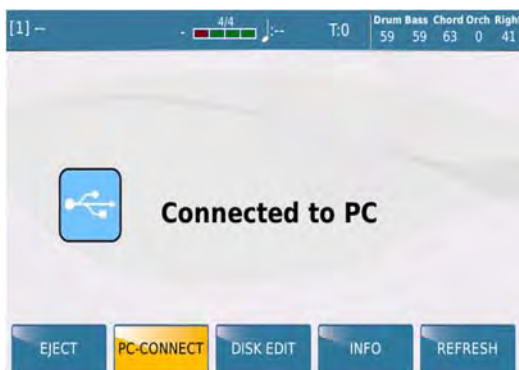 [1] --
- 4/4 ♩:--
T:0
Drum Bass Chord Orch Right
59 59 63 0 41
Connected to PC
EJECT PC-CONNECT DISK EDIT INFO REFRESH